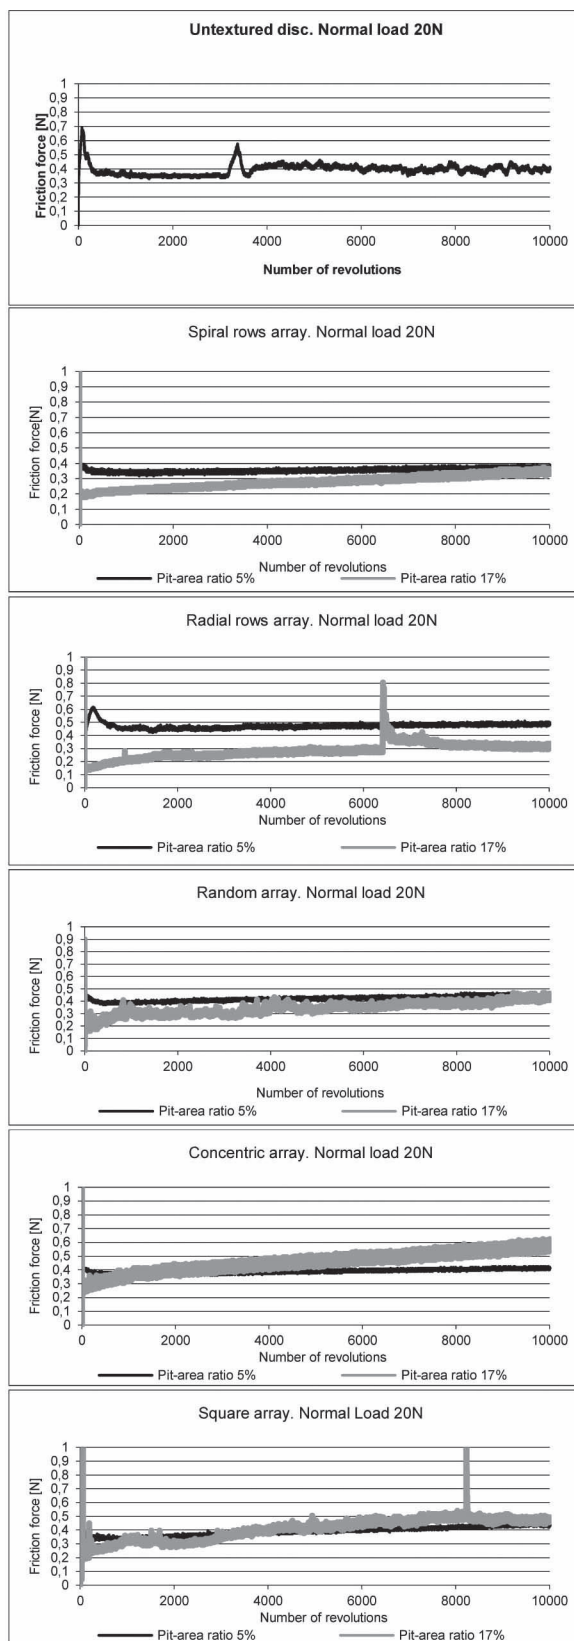 Untextured disc. Normal load 20N
Friction force [N]
1
0,9
0,8
0,7
0,6
0,5
0,4
0,3
0,2
0,1
0
0 2000 4000 6000 8000 10000
Number of revolutions
Spiral rows array. Normal load 20N
Friction force[N]
1
0,9
0,8
0,7
0,6
0,5
0,4
0,3
0,2
0,1
0
0 2000 4000 6000 8000 10000
Number of revolutions
Pit-area ratio 5% Pit-area ratio 17%
Radial rows array. Normal load 20N
Friction force [N]
1
0,9
0,8
0,7
0,6
0,5
0,4
0,3
0,2
0,1
0
0 2000 4000 6000 8000 10000
Number of revolutions
Pit-area ratio 5% Pit-area ratio 17%
Random array. Normal load 20N
Friction force [N]
1
0,9
0,8
0,7
0,6
0,5
0,4
0,3
0,2
0,1
0
0 2000 4000 6000 8000 10000
Number of revolutions
Pit-area ratio 5% Pit-area ratio 17%
Concentric array. Normal load 20N
Friction force [N]
1
0,9
0,8
0,7
0,6
0,5
0,4
0,3
0,2
0,1
0
0 2000 4000 6000 8000 10000
Number of revolutions
Pit-area ratio 5% Pit-area ratio 17%
Square array. Normal Load 20N
Friction force [N]
1
0,9
0,8
0,7
0,6
0,5
0,4
0,3
0,2
0,1
0
0 2000 4000 6000 8000 10000
Number of revolutions
Pit-area ratio 5% Pit-area ratio 17%